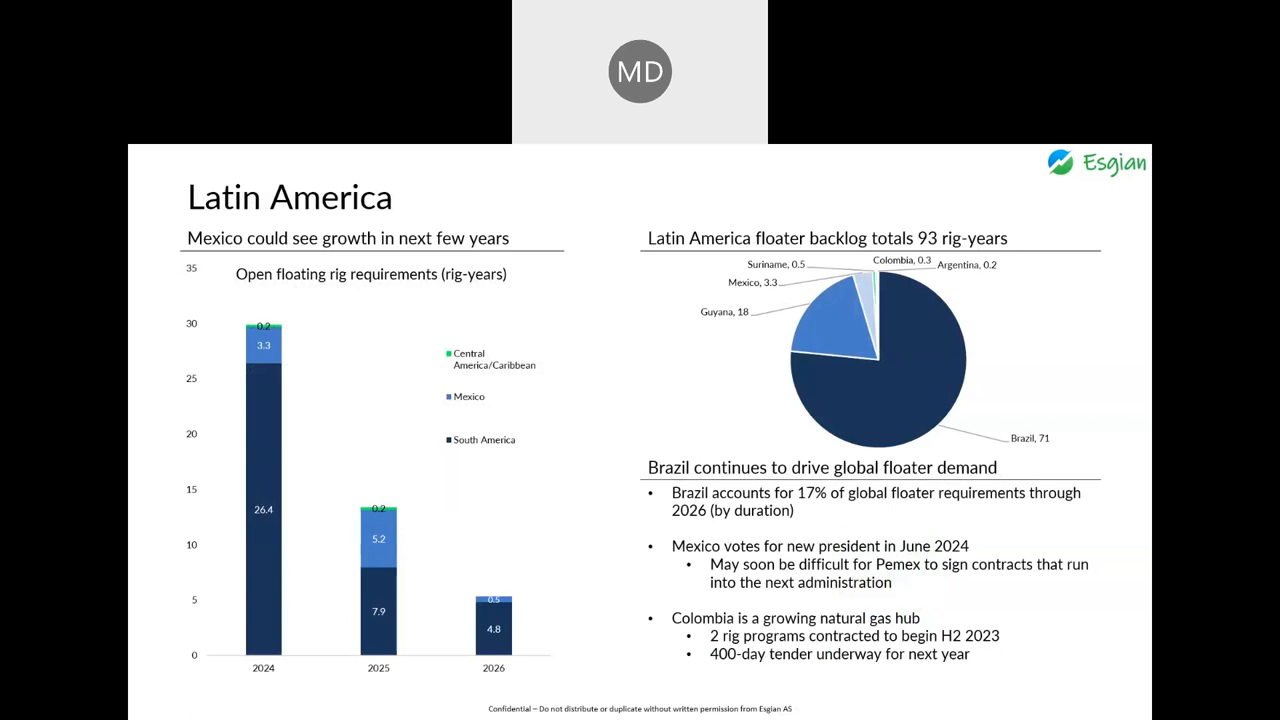 MD
Esgian
Latin America
Mexico could see growth in next few years
Open floating rig requirements (rig-years)
35
30
25
20
15
10
5
0
0.2
3.3
26.4
0.2
5.2
7.9
0.5
4.8
2024
2025
2026
Central
America/Caribbean
Mexico
South America
Latin America floater backlog totals 93 rig-years
Suriname, 0.5
Colombia, 0.3
Argentina, 0.2
Mexico, 3.3
Guyana, 18
Brazil, 71
Brazil continues to drive global floater demand
• Brazil accounts for 17% of global floater requirements through
2026 (by duration)
• Mexico votes for new president in June 2024
• May soon be difficult for Pemex to sign contracts that run
into the next administration
• Colombia is a growing natural gas hub
• 2 rig programs contracted to begin H2 2023
• 400-day tender underway for next year
Confidential – Do not distribute or duplicate without written permission from Esgian AS